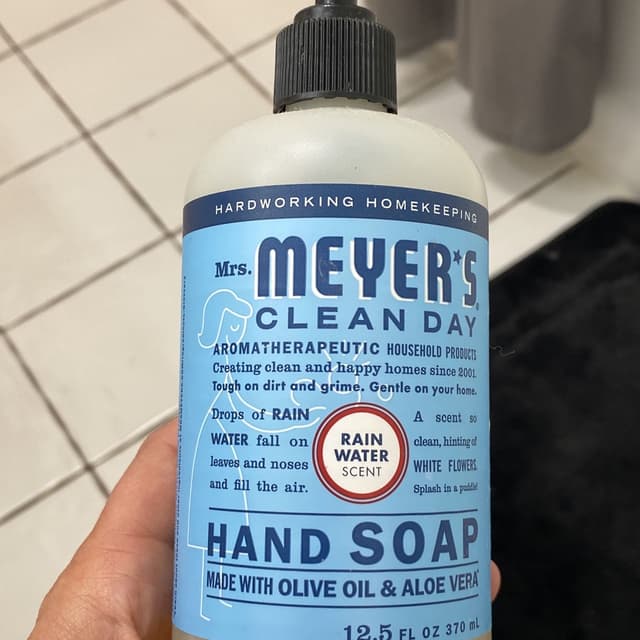 HARDWORKING HOMEKEEPING
Mrs. MEYER'S
CLEAN DAY
AROMATHERAPEUTIC HOUSEHOLD PRODUCTS
Creating clean and happy homes since 2001.
Tough on dirt and grime. Gentle on your home.
Drops of RAIN
WATER fall on
leaves and noses
and fill the air.
RAIN
WATER
SCENT
A scent so
clean, hinting of
WHITE FLOWERS.
Splash in a puddle!
HAND SOAP
MADE WITH OLIVE OIL & ALOE VERA*
12.5 FL OZ 370 mL